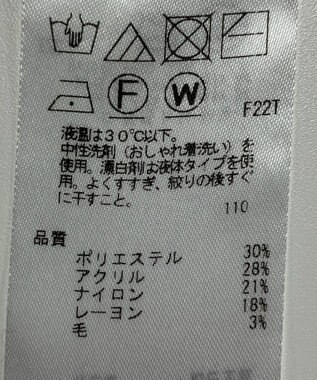 F W
F22T
液温は30℃以下。
中性洗剤（おしゃれ着洗い）を
使用。漂白剤は液体タイプを使
用。よくすすぎ、絞りの後すぐ
に干すこと。
110
品質
ポリエステル 30%
アクリル 28%
ナイロン 21%
レーヨン 18%
毛 3%